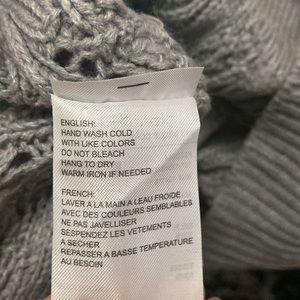 ENGLISH:
HAND WASH COLD
WITH LIKE COLORS
DO NOT BLEACH
HANG TO DRY
WARM IRON IF NEEDED
FRENCH:
LAVER A LA MAIN A LEAU FROIDE
AVEC DES COULEURS SEMBLABLES
NE PAS JAVELLISER
SESPENDEZ LES VETEMENTS
A SECHER
REPASSER A BASSE TEMPERATURE
AU BESOIN